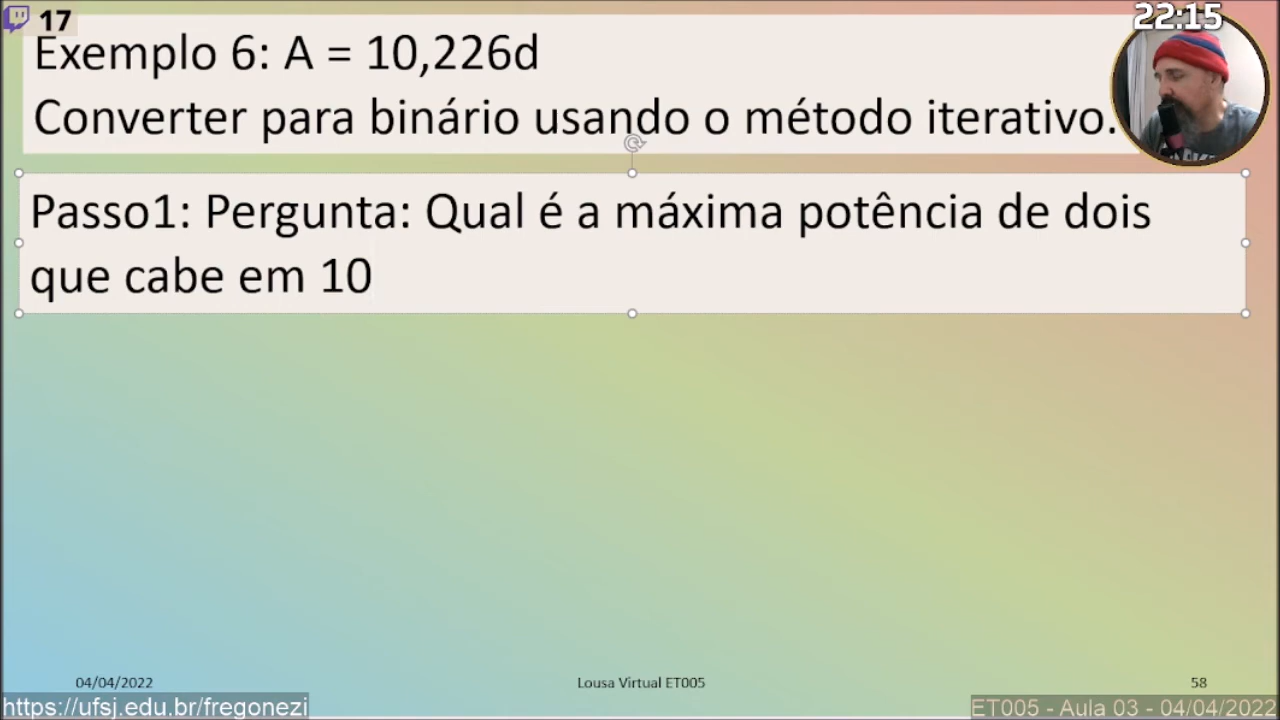 17
22:15
Exemplo 6: A = 10,226d
Converter para binário usando o método iterativo.
Passo1: Pergunta: Qual é a máxima potência de dois
que cabe em 10
04/04/2022
Lousa Virtual ET005
58
https://ufsj.edu.br/fregonezi
ET005 - Aula 03 - 04/04/2022